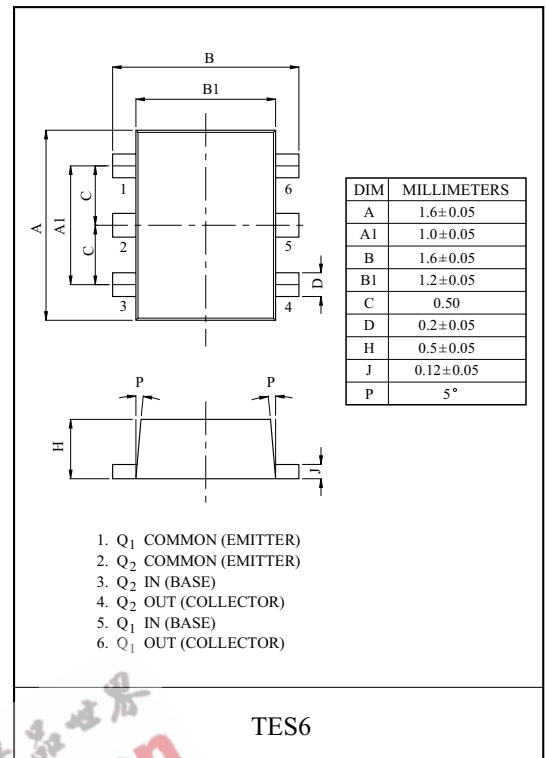 B
B1
A
A1
C
C
D
1
2
3
4
5
6
DIM MILLIMETERS
A 1.6±0.05
A1 1.0±0.05
B 1.6±0.05
B1 1.2±0.05
C 0.50
D 0.2±0.05
H 0.5±0.05
J 0.12±0.05
P 5°
P
P
H
J
1. Q1 COMMON (EMITTER)
2. Q2 COMMON (EMITTER)
3. Q2 IN (BASE)
4. Q2 OUT (COLLECTOR)
5. Q1 IN (BASE)
6. Q1 OUT (COLLECTOR)
TES6